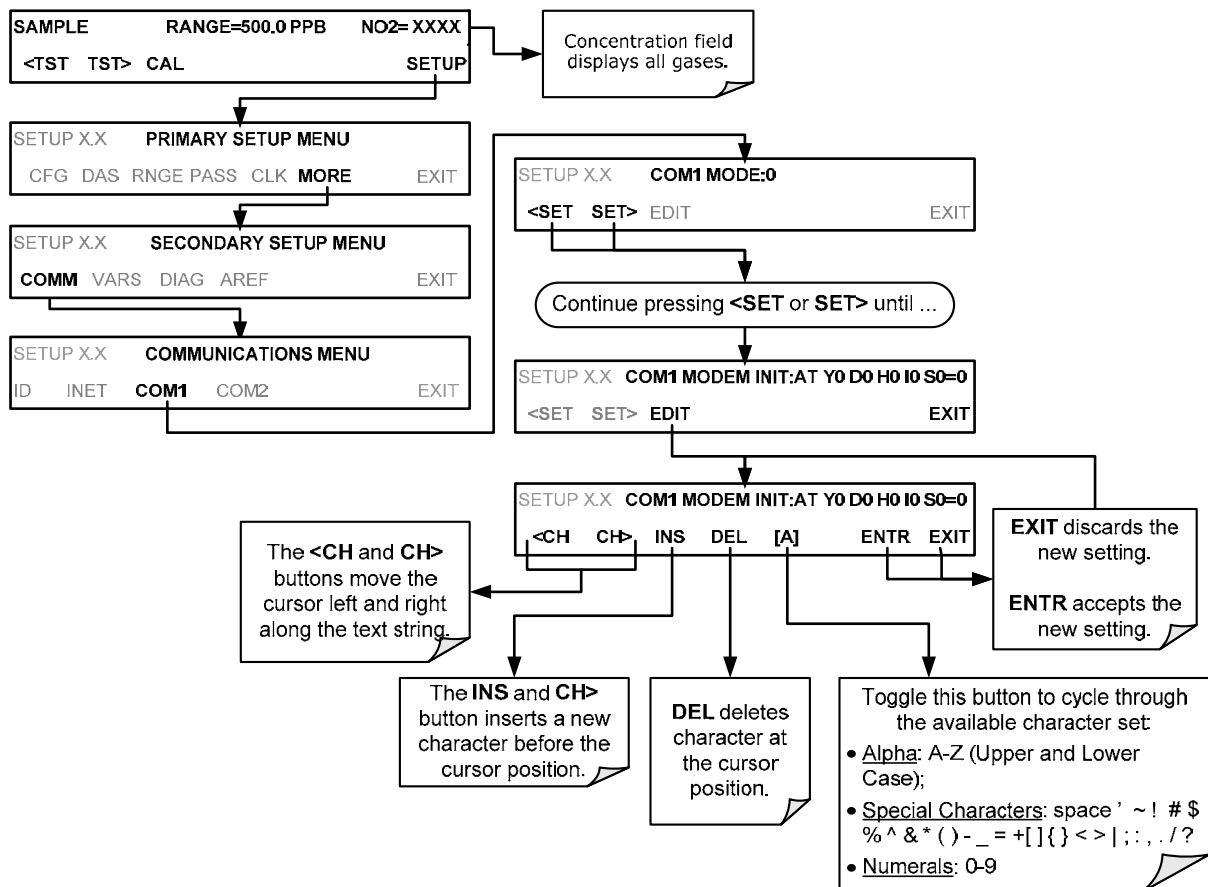 SAMPLE RANGE=500.0 PPB NO2= XXXX
<TST TST> CAL SETUP
Concentration field
displays all gases.
SETUP X.X PRIMARY SETUP MENU
CFG DAS RNGE PASS CLK MORE EXIT
SETUP X.X SECONDARY SETUP MENU
COMM VARS DIAG AREF EXIT
SETUP X.X COMMUNICATIONS MENU
ID INET COM1 COM2 EXIT
SETUP X.X COM1 MODE:0
<SET SET> EDIT EXIT
Continue pressing <SET or SET> until ...
SETUP X.X COM1 MODEM INIT:AT Y0 D0 H0 I0 S0=0
<SET SET> EDIT EXIT
SETUP X.X COM1 MODEM INIT:AT Y0 D0 H0 I0 S0=0
<CH CH> INS DEL [A] ENTR EXIT
EXIT discards the
new setting.
ENTR accepts the
new setting.
The <CH and CH>
buttons move the
cursor left and right
along the text string.
The INS and CH>
button inserts a new
character before the
cursor position.
DEL deletes
character at
the cursor
position.
Toggle this button to cycle through
the available character set:
• Alpha: A-Z (Upper and Lower
Case);
• Special Characters: space ' ~ ! # $
% ^ & * ( ) - _ = +[ ] { } < > | ; : , . / ?
• Numerals: 0-9